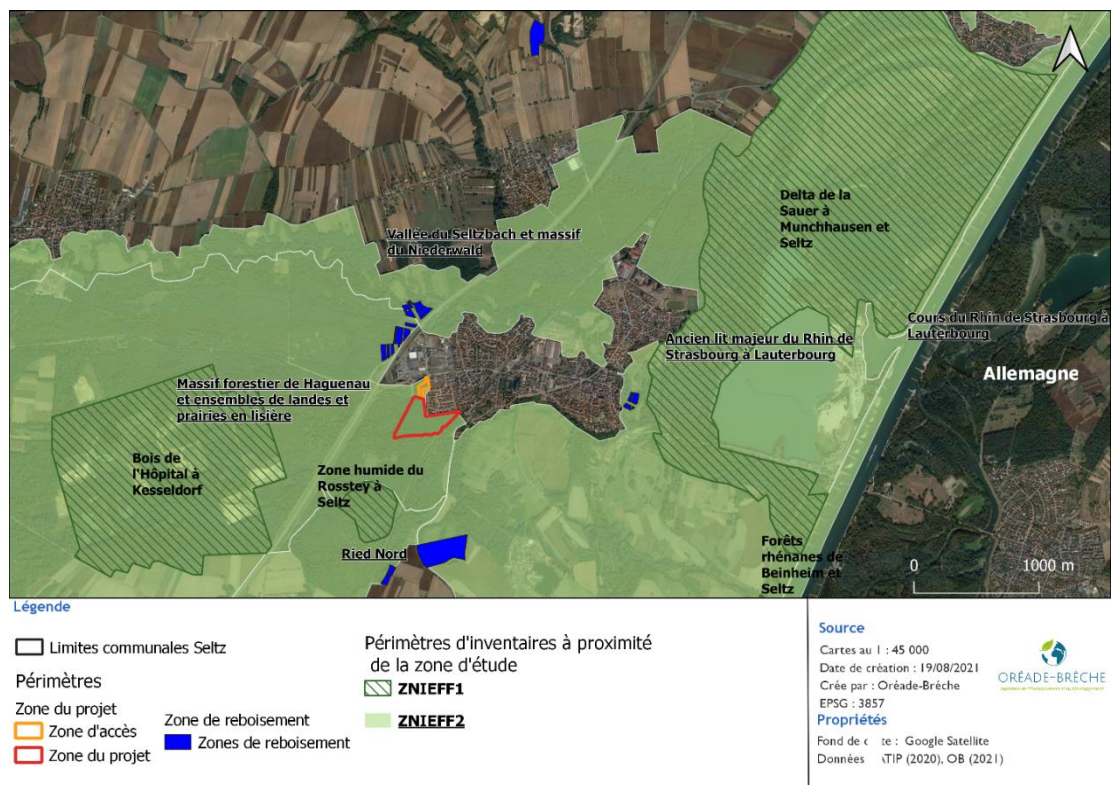 Vallée du Seltzbach et massif
du Niederwald
Delta de la
Sauer à
Munchhausen et
Seltz
Cours du Rhin de Strasbourg à
Lauterbourg
Ancien lit majeur du Rhin de
Strasbourg à Lauterbourg
Allemagne
Massif forestier de Haguenau
et ensembles de landes et
prairies en lisière
Bois de
l'Hôpital à
Kesseldorf
Zone humide du
Rosstey à
Seltz
Ried Nord
Forêts
rhénanes de
Beinheim et
Seltz
0 1000 m
Légende
Limites communales Seltz
Périmètres
Zone du projet
Zone d'accès
Zone du projet
Zone de reboisement
Zones de reboisement
Périmètres d'inventaires à proximité
de la zone d'étude
ZNIEFF1
ZNIEFF2
Source
Cartes au 1 : 45 000
Date de création : 19/08/2021
Crée par : Oréade-Brèche
EPSG : 3857
Propriétés
Fond de c te : Google Satellite
Données TIP (2020), OB (2021)
ORÉADE-BRÈCHE